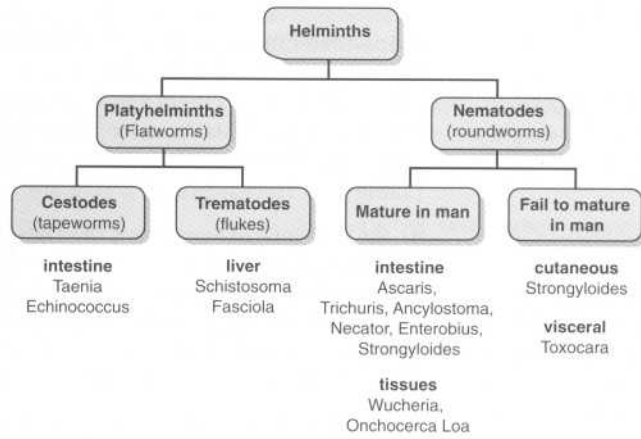 Helminths
Platyhelminths
(Flatworms)
Nematodes
(roundworms)
Cestodes
(tapeworms)
Trematodes
(flukes)
Mature in man
Fail to mature
in man
intestine
Taenia
Echinococcus
liver
Schistosoma
Fasciola
intestine
Ascaris,
Trichuris, Ancylostoma,
Necator, Enterobius,
Strongyloides
tissues
Wucheria,
Onchocerca Loa
cutaneous
Strongyloides
visceral
Toxocara